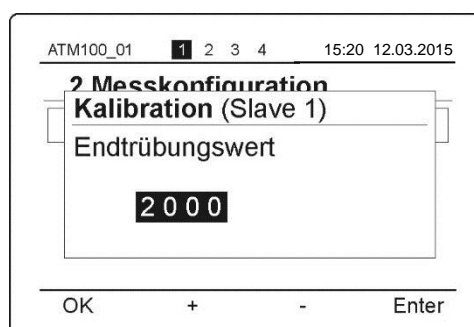 ATM100_01 1 2 3 4 15:20 12.03.2015
2 Messkonfiguration
Kalibration (Slave 1)
Endtrübungswert
2000
OK + - Enter